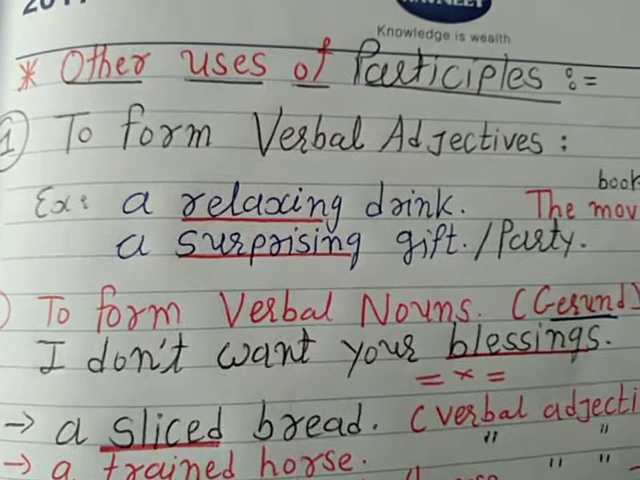 Knowledge is wealth
* Other uses of Participles :=
1 To form Verbal Adjectives :
book
Ex: a relaxing drink. The mov
a surprising gift./Party.
) To form Verbal Nouns. (Gerund)
I don't want your blessings.
= x =
→ a sliced bread. (verbal adjecti
" "
→ a trained horse. " "